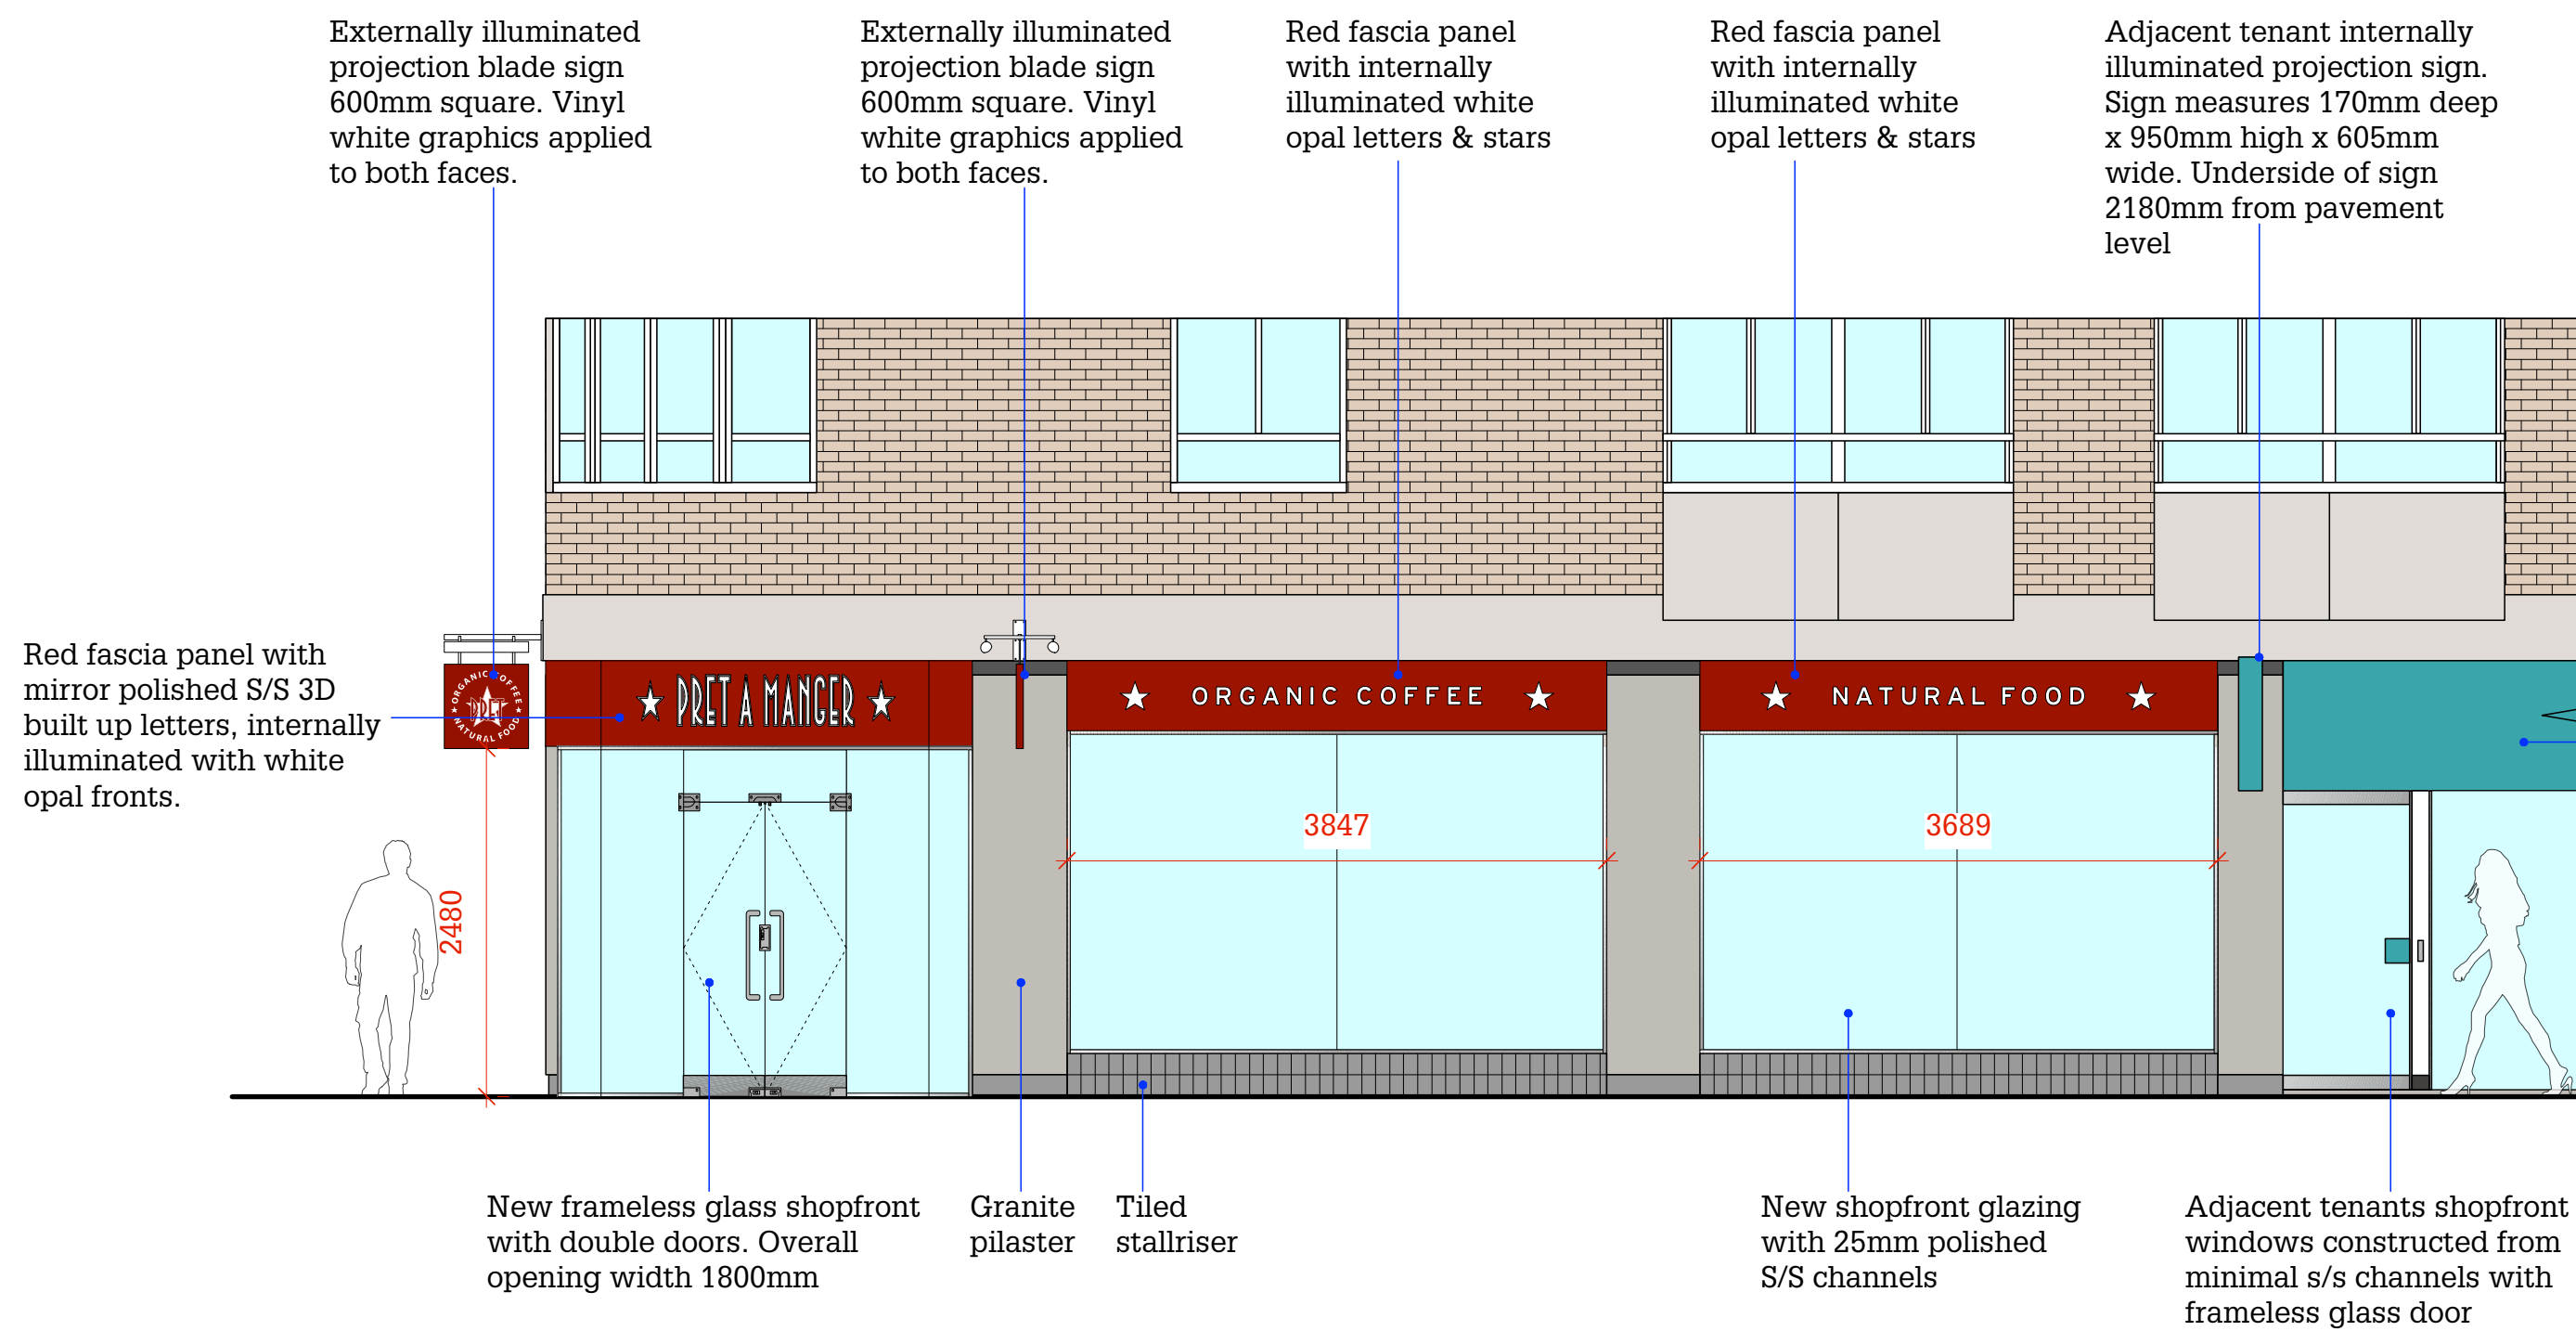 Externally illuminated
projection blade sign
600mm square. Vinyl
white graphics applied
to both faces.
Externally illuminated
projection blade sign
600mm square. Vinyl
white graphics applied
to both faces.
Red fascia panel
with internally
illuminated white
opal letters & stars
Red fascia panel
with internally
illuminated white
opal letters & stars
Adjacent tenant internally
illuminated projection sign.
Sign measures 170mm deep
x 950mm high x 605mm
wide. Underside of sign
2180mm from pavement
level
Red fascia panel with
mirror polished S/S 3D
built up letters, internally
illuminated with white
opal fronts.
ORGANIC COFFEE
PRET
NATURAL FOOD
PRET A MANGER
ORGANIC COFFEE
NATURAL FOOD
2480
3847
3689
New frameless glass shopfront
with double doors. Overall
opening width 1800mm
Granite
pilaster
Tiled
stallriser
New shopfront glazing
with 25mm polished
S/S channels
Adjacent tenants shopfront
windows constructed from
minimal s/s channels with
frameless glass door